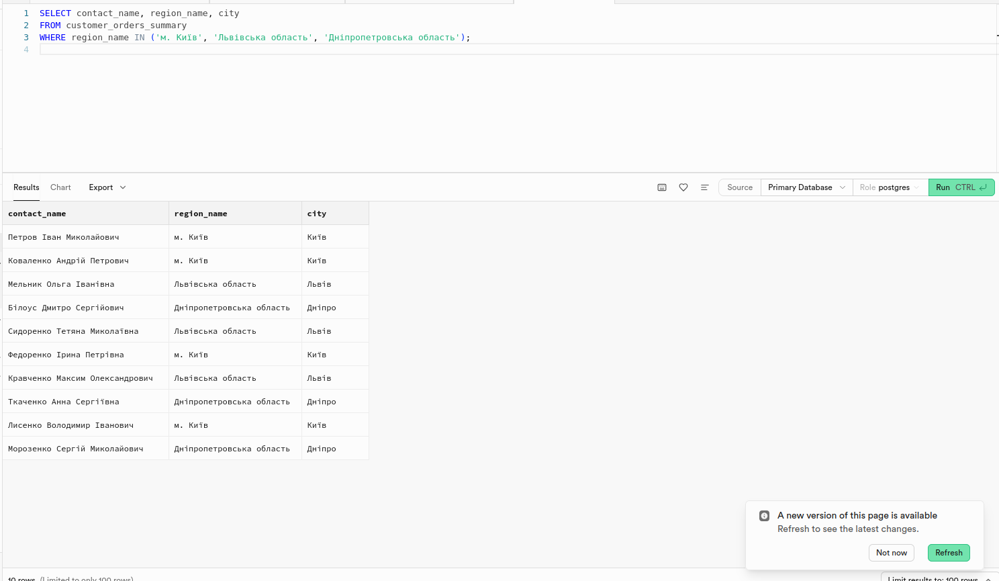 1 SELECT contact_name, region_name, city
2 FROM customer_orders_summary
3 WHERE region_name IN ('м. Київ', 'Львівська область', 'Дніпропетровська область');
4
Results Chart Export Source Primary Database Role postgres Run CTRL
contact_name region_name city
Петров Іван Миколайович м. Київ Київ
Коваленко Андрій Петрович м. Київ Київ
Мельник Ольга Іванівна Львівська область Львів
Білоус Дмитро Сергійович Дніпропетровська область Дніпро
Сидоренко Тетяна Миколаївна Львівська область Львів
Федоренко Ірина Петрівна м. Київ Київ
Кравченко Максим Олександрович Львівська область Львів
Ткаченко Анна Сергіївна Дніпропетровська область Дніпро
Лисенко Володимир Іванович м. Київ Київ
Морозенко Сергій Миколайович Дніпропетровська область Дніпро
A new version of this page is available
Refresh to see the latest changes.
Not now Refresh
10 rows (Limited to only 100 rows) Limit results to: 100 rows